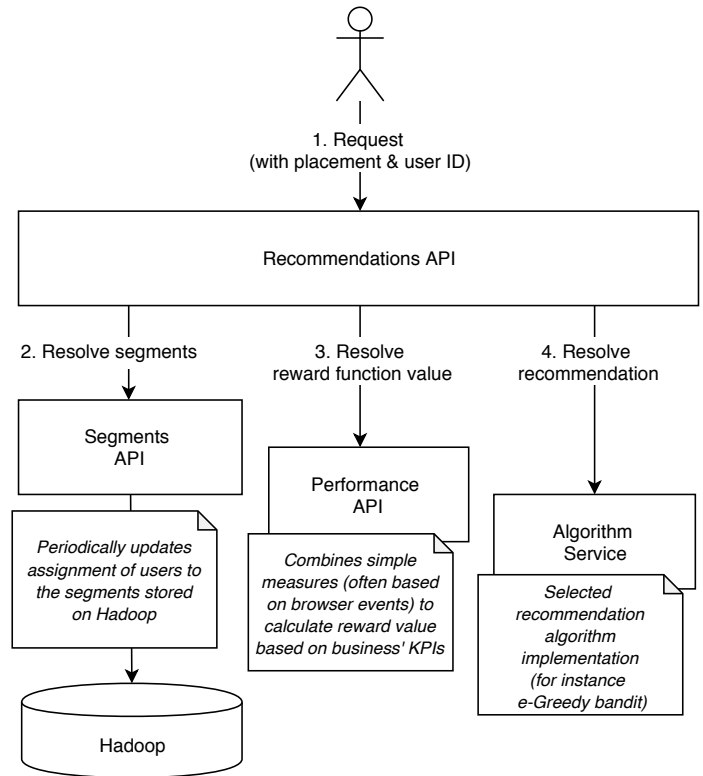 1. Request
(with placement & user ID)
Recommendations API
2. Resolve segments
3. Resolve
reward function value
4. Resolve
recommendation
Segments
API
Periodically updates
assignment of users to
the segments stored
on Hadoop
Hadoop
Performance
API
Combines simple
measures (often based
on browser events) to
calculate reward value
based on business' KPIs
Algorithm
Service
Selected
recommendation
algorithm
implementation
(for instance
e-Greedy bandit)